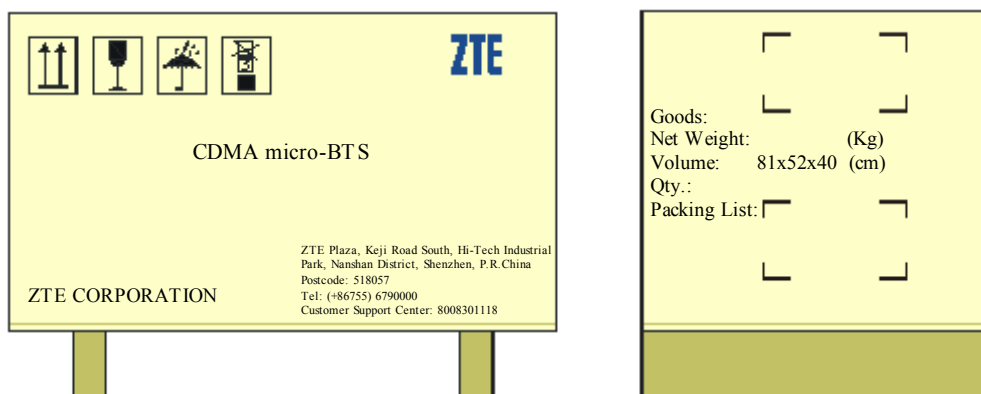 ZTE
CDMA micro-BTS
ZTE Plaza, Keji Road South, Hi-Tech Industrial
Park, Nanshan District, Shenzhen, P.R.China
Postcode: 518057
Tel: (+86755) 6790000
Customer Support Center: 8008301118
ZTE CORPORATION
Goods:
Net Weight: (Kg)
Volume: 81x52x40 (cm)
Qty.:
Packing List: